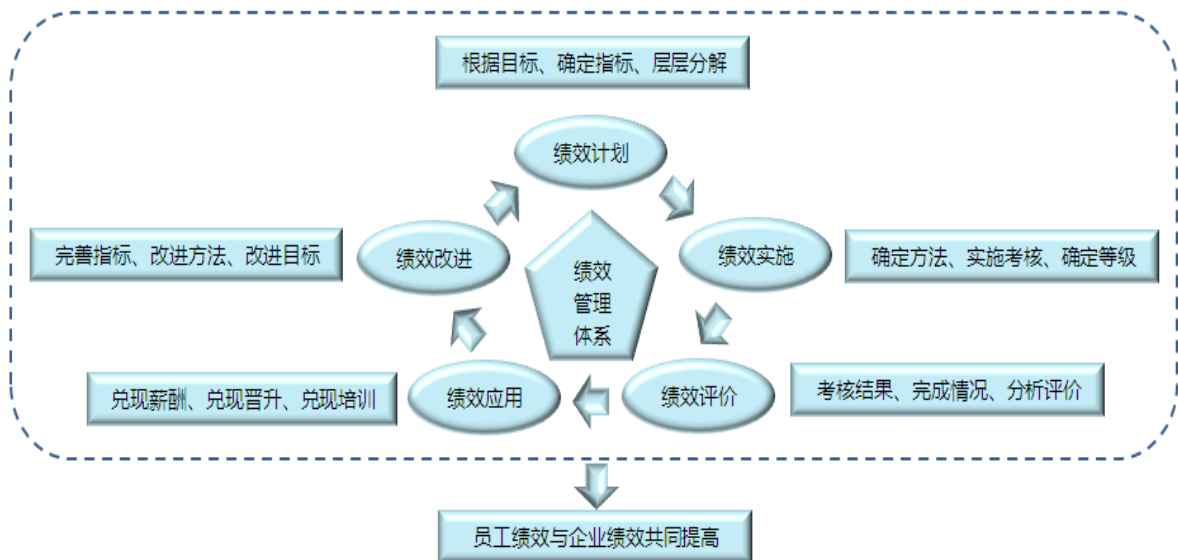 根据目标、确定指标、层层分解
绩效计划
完善指标、改进方法、改进目标
绩效改进
绩效
管理
体系
绩效实施
确定方法、实施考核、确定等级
兑现薪酬、兑现晋升、兑现培训
绩效应用
绩效评价
考核结果、完成情况、分析评价
员工绩效与企业绩效共同提高